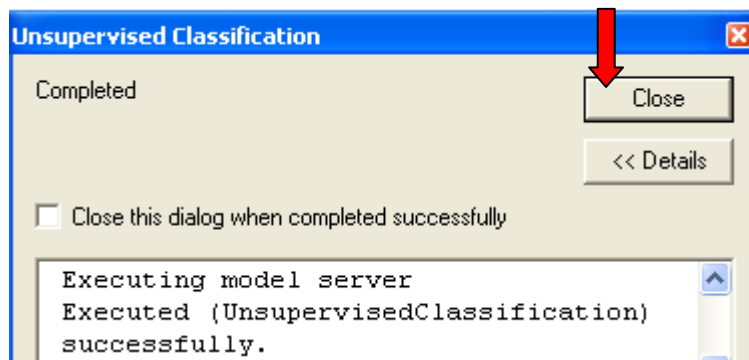 Unsupervised Classification
Completed
Close
<< Details
Close this dialog when completed successfully
Executing model server
Executed (UnsupervisedClassification)
successfully.